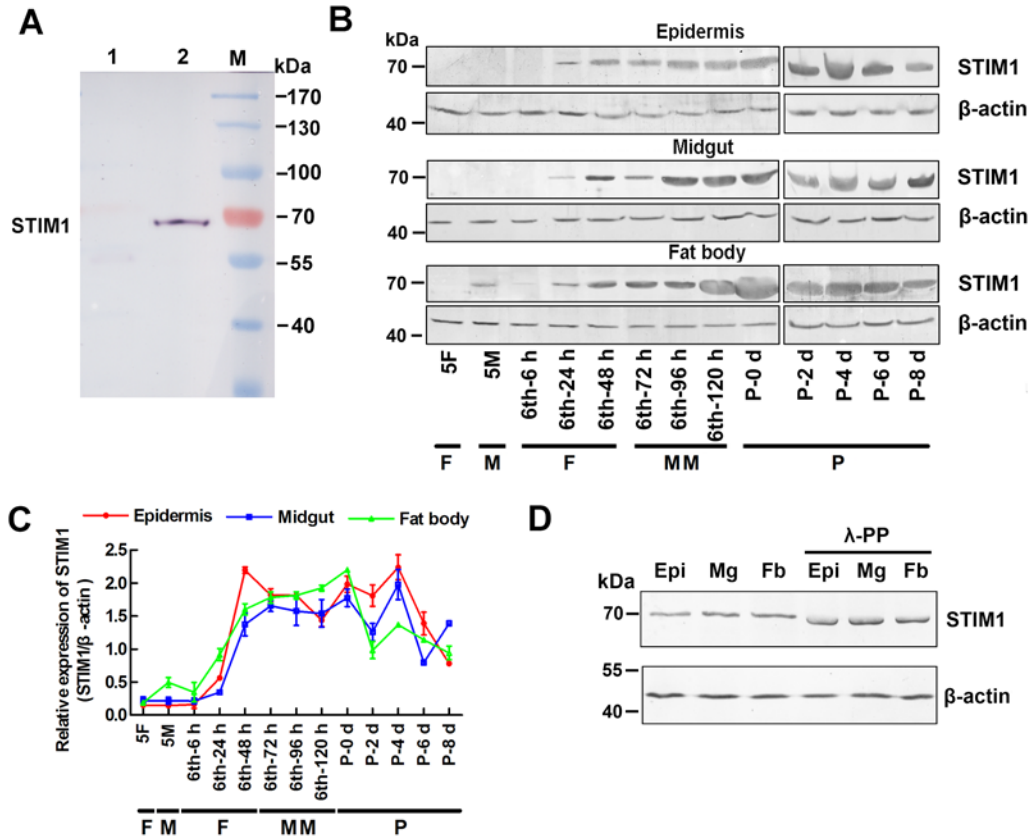 A
1 2 M
kDa
–170
–130
–100
–70
–55
–40
STIM1
B
kDa
Epidermis
70 STIM1
40 β-actin
Midgut
70 STIM1
40 β-actin
Fat body
70 STIM1
40 β-actin
5F 5M 6th-6 h 6th-24 h 6th-48 h 6th-72 h 6th-96 h 6th-120 h P-0 d P-2 d P-4 d P-6 d P-8 d
F M F MM P
C
Epidermis Midgut Fat body
Relative expression of STIM1
(STIM1/β -actin)
2.5
2.0
1.5
1.0
0.5
0.0
5F 5M 6th-6 h 6th-24 h 6th-48 h 6th-72 h 6th-96 h 6th-120 h P-0 d P-2 d P-4 d P-6 d P-8 d
F M F MM P
D
λ-PP
kDa Epi Mg Fb Epi Mg Fb
70 STIM1
55
40 β-actin